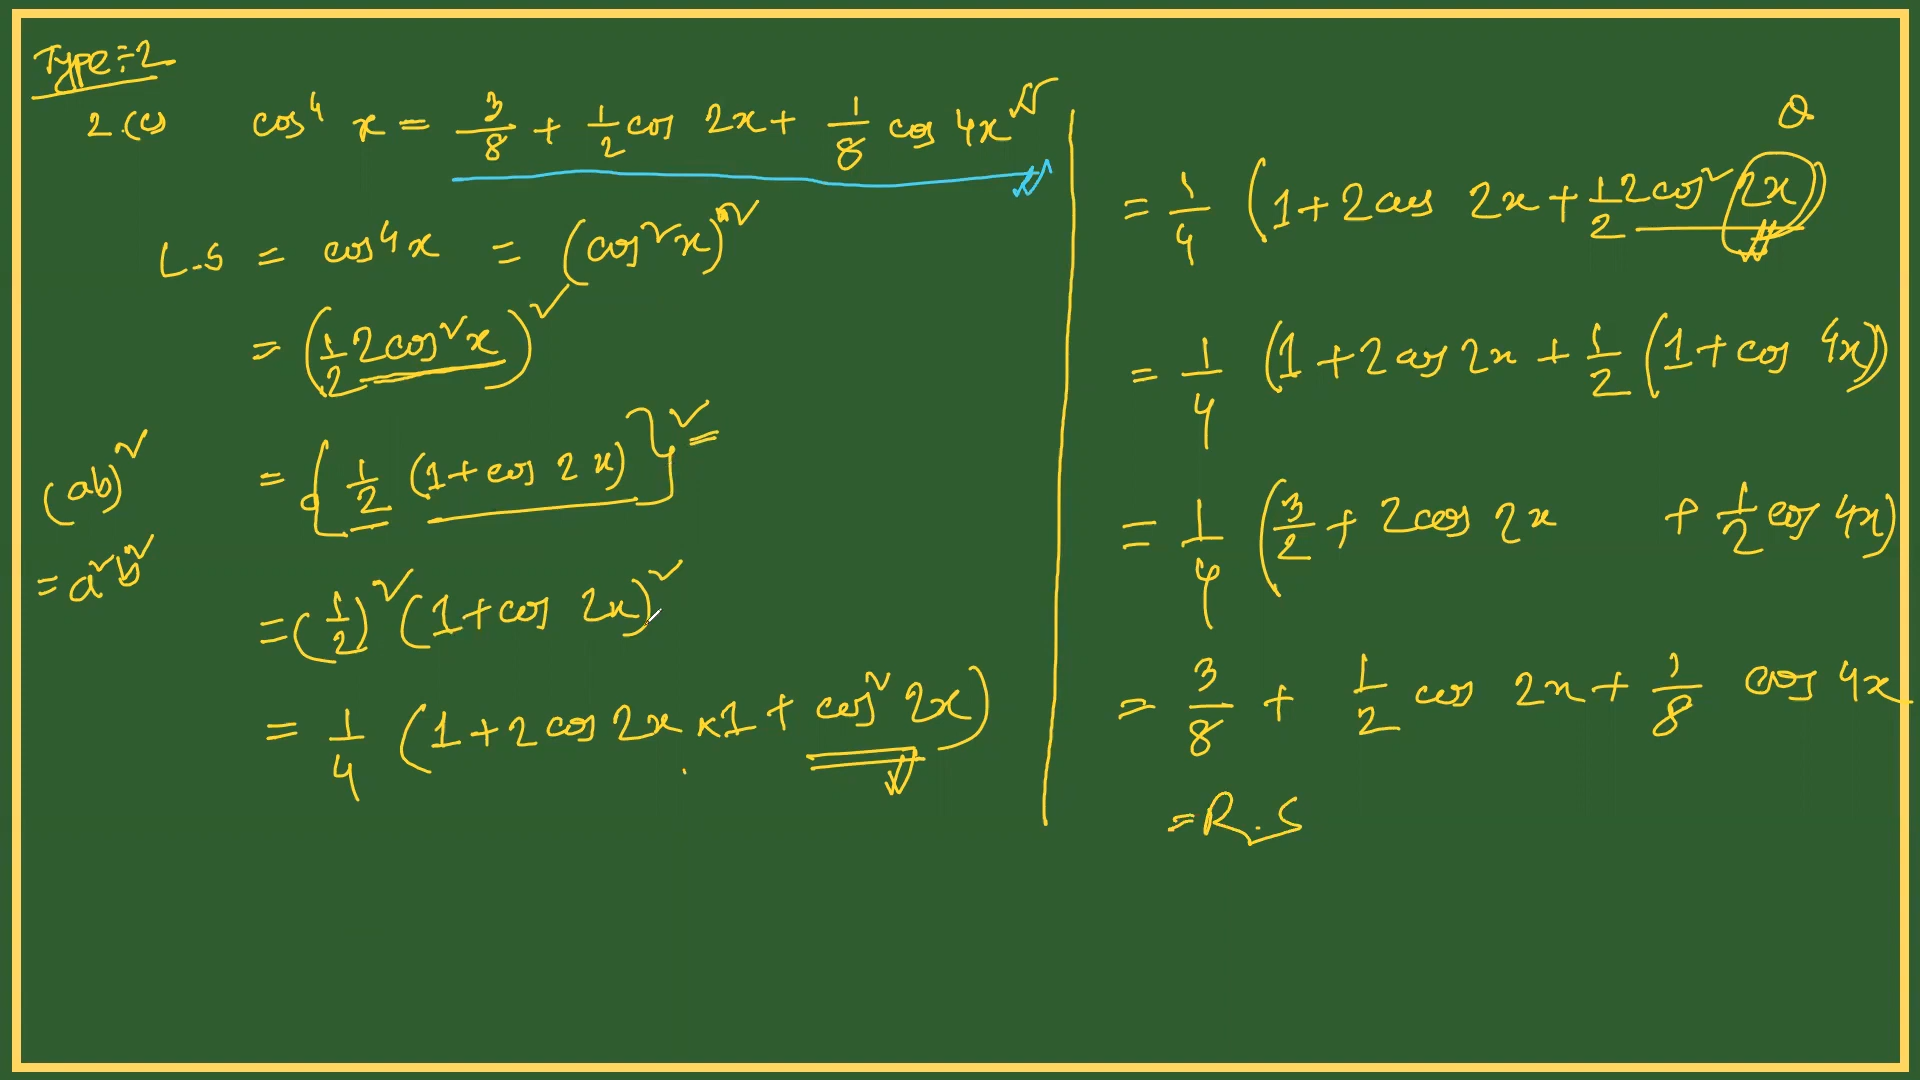 Type:-2
2.(c) cos⁴ x = 3/8 + 1/2 cos 2x + 1/8 cos 4x
L.S = cos⁴x = (cos²x)²
= (1/2 2cos²x)²
= {1/2 (1+cos 2x)}²
(ab)²
= a²b²
= (1/2)² (1+cos 2x)²
= 1/4 (1+2 cos 2x ×1 + cos² 2x)
θ
= 1/4 (1+2cos 2x + 1/2 2cos² 2x)
= 1/4 (1+2cos 2x + 1/2 (1+cos 4x))
= 1/4 (3/2 + 2cos 2x + 1/2 cos 4x)
= 3/8 + 1/2 cos 2x + 1/8 cos 4x
= R.S